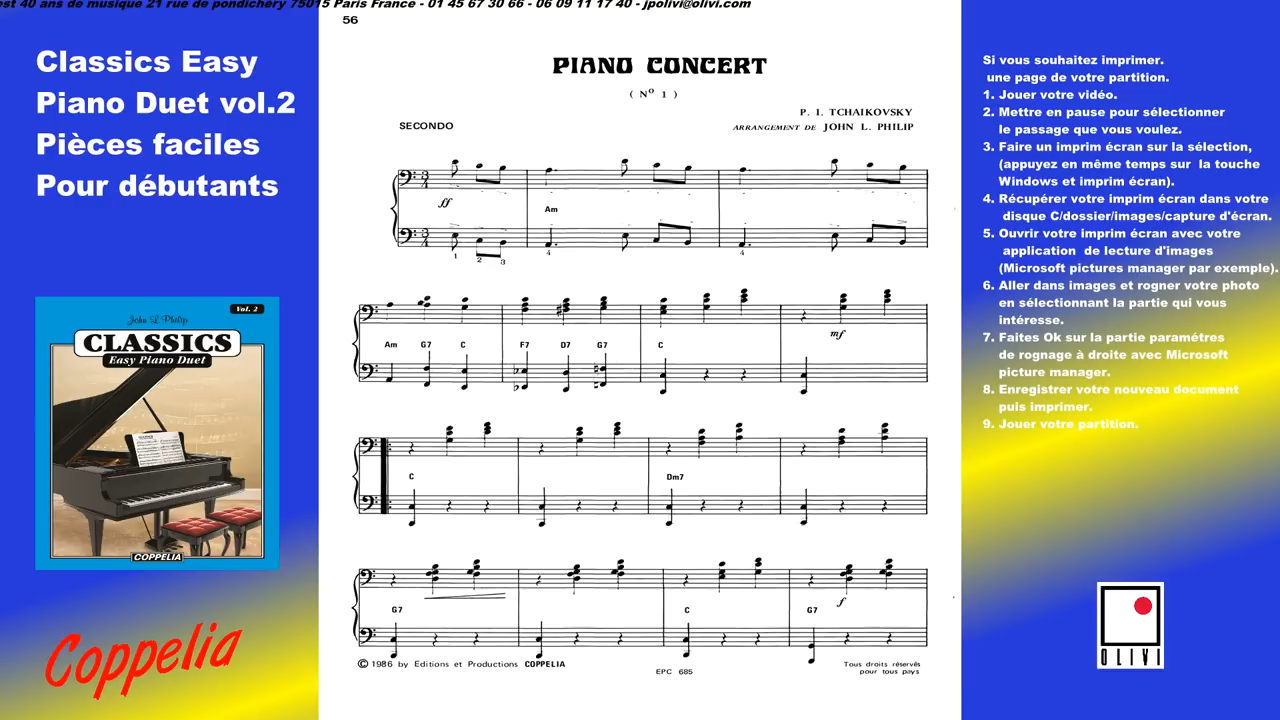 est 40 ans de musique 21 rue de pondichéry 75015 Paris France - 01 45 67 30 66 - 06 09 11 17 40 - jpolivi@olivi.com
Classics Easy
Piano Duet vol.2
Pièces faciles
Pour débutants
Vol. 2
John L. Philip
CLASSICS
Easy Piano Duet
COPPELIA
Coppelia
56
PIANO CONCERT
( No 1 )
P. I. TCHAIKOVSKY
SECONDO
ARRANGEMENT DE JOHN L. PHILIP
ff
Am
1 2 3 4 4
Am G7 C F7 D7 G7 C
mf
C Dm7
G7 C G7
f
© 1986 by Editions et Productions COPPELIA
EPC 685
Tous droits réservés
pour tous pays
Si vous souhaitez imprimer.
une page de votre partition.
1. Jouer votre vidéo.
2. Mettre en pause pour sélectionner
le passage que vous voulez.
3. Faire un imprim écran sur la sélection,
(appuyez en même temps sur la touche
Windows et imprim écran).
4. Récupérer votre imprim écran dans votre
disque C/dossier/images/capture d'écran.
5. Ouvrir votre imprim écran avec votre
application de lecture d'images
(Microsoft pictures manager par exemple).
6. Aller dans images et rogner votre photo
en sélectionnant la partie qui vous
intéresse.
7. Faites Ok sur la partie paramétres
de rognage à droite avec Microsoft
picture manager.
8. Enregistrer votre nouveau document
puis imprimer.
9. Jouer votre partition.
OLIVI